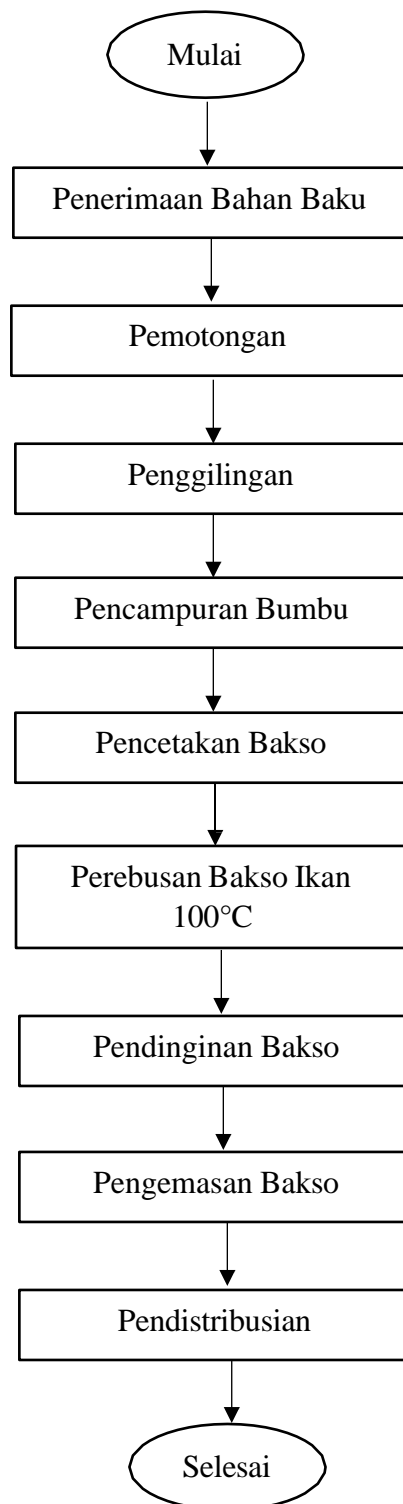 Mulai
Penerimaan Bahan Baku
Pemotongan
Penggilingan
Pencampuran Bumbu
Pencetakan Bakso
Perebusan Bakso Ikan
100°C
Pendinginan Bakso
Pengemasan Bakso
Pendistribusian
Selesai